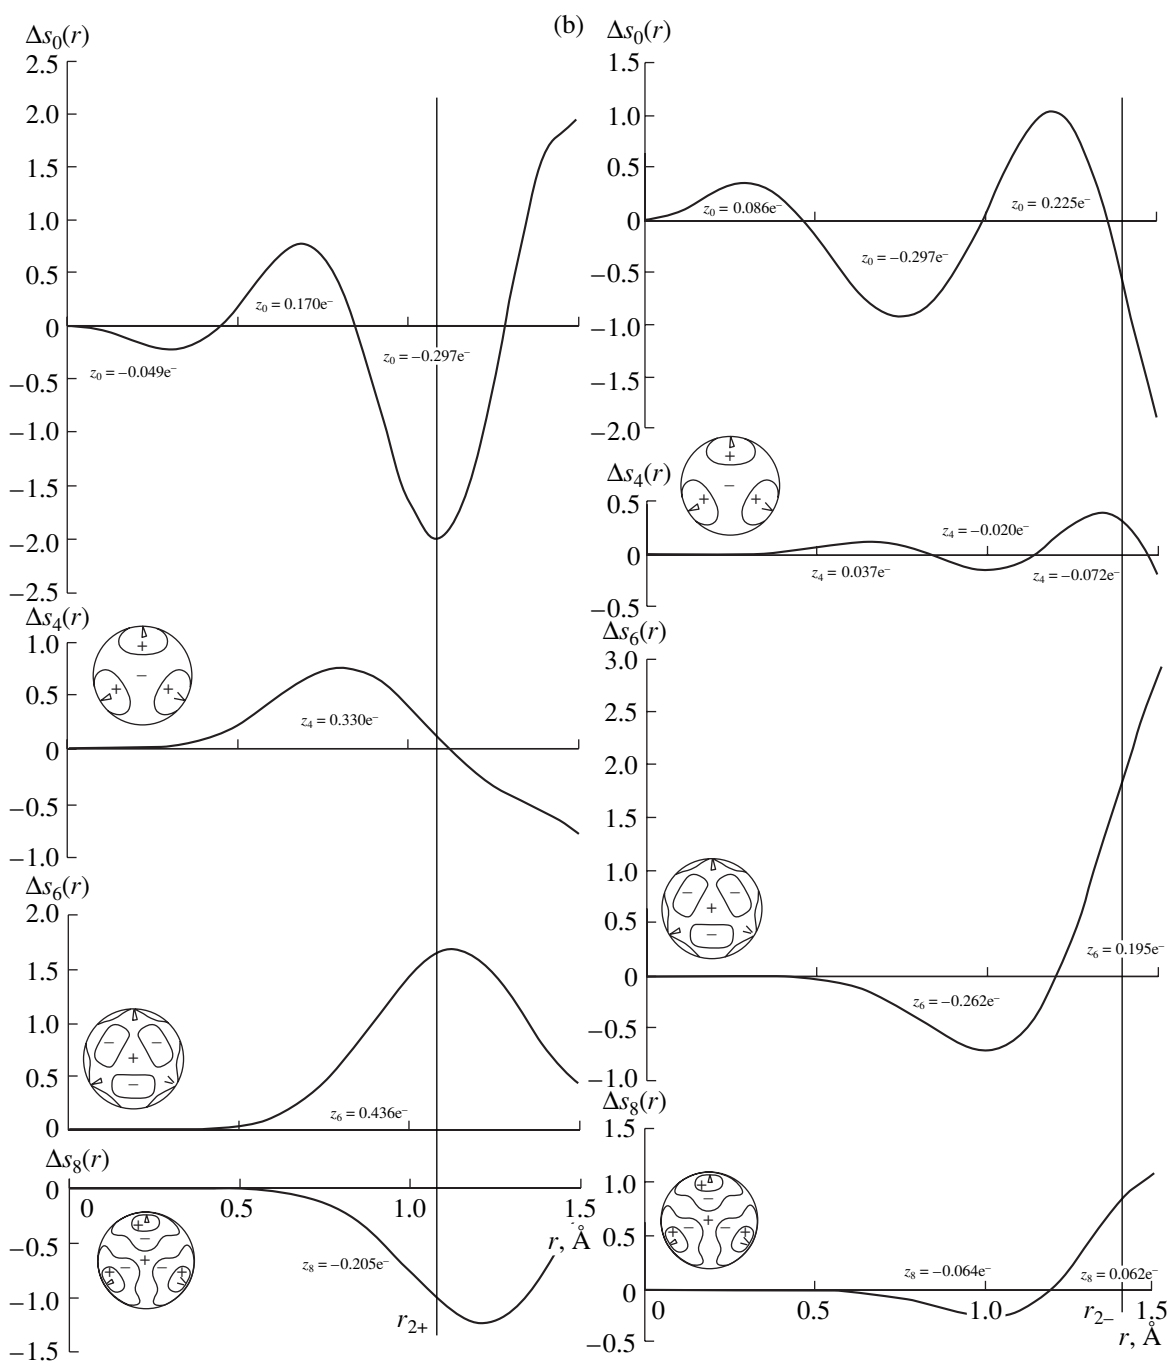 (b)
Δs₀(r)
2.5
2.0
1.5
1.0
0.5
0
−0.5
−1.0
−1.5
−2.0
−2.5
z₀ = −0.049e⁻
z₀ = 0.170e⁻
z₀ = −0.297e⁻
Δs₄(r)
1.0
0.5
0
−0.5
−1.0
+
−
+ +
z₄ = 0.330e⁻
Δs₆(r)
2.0
1.5
1.0
0.5
0
− −
+
−
z₆ = 0.436e⁻
Δs₈(r)
0
−0.5
−1.0
−1.5
0 0.5 1.0 1.5
r, Å
+
−
+
+ − − +
z₈ = −0.205e⁻
r₂₊
Δs₀(r)
1.5
1.0
0.5
0
−0.5
−1.0
−1.5
−2.0
z₀ = 0.086e⁻
z₀ = −0.297e⁻
z₀ = 0.225e⁻
Δs₄(r)
0.5
0
−0.5
+
−
+ +
z₄ = 0.037e⁻
z₄ = −0.020e⁻
z₄ = −0.072e⁻
Δs₆(r)
3.0
2.5
2.0
1.5
1.0
0.5
0
−0.5
−1.0
− −
+
−
z₆ = −0.262e⁻
z₆ = 0.195e⁻
Δs₈(r)
1.5
1.0
0.5
0
−0.5
+
−
+
+ − − +
z₈ = −0.064e⁻
z₈ = 0.062e⁻
0 0.5 1.0 r₂₋ 1.5
r, Å